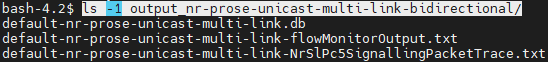 bash-4.2$ ls -1 output_nr-prose-unicast-multi-link-bidirectional/
default-nr-prose-unicast-multi-link.db
default-nr-prose-unicast-multi-link-flowMonitorOutput.txt
default-nr-prose-unicast-multi-link-NrSlPc5SignallingPacketTrace.txt